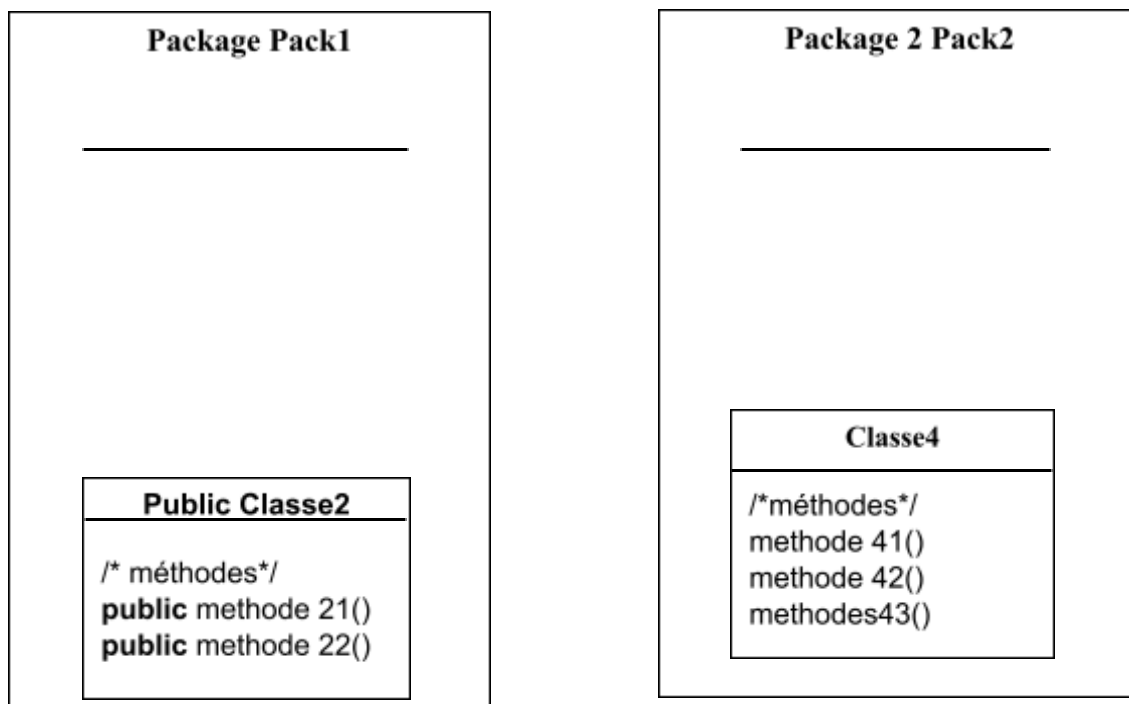 Package Pack1
Public Classe2
/* méthodes*/
public methode 21()
public methode 22()
Package 2 Pack2
Classe4
/*méthodes*/
methode 41()
methode 42()
methodes43()